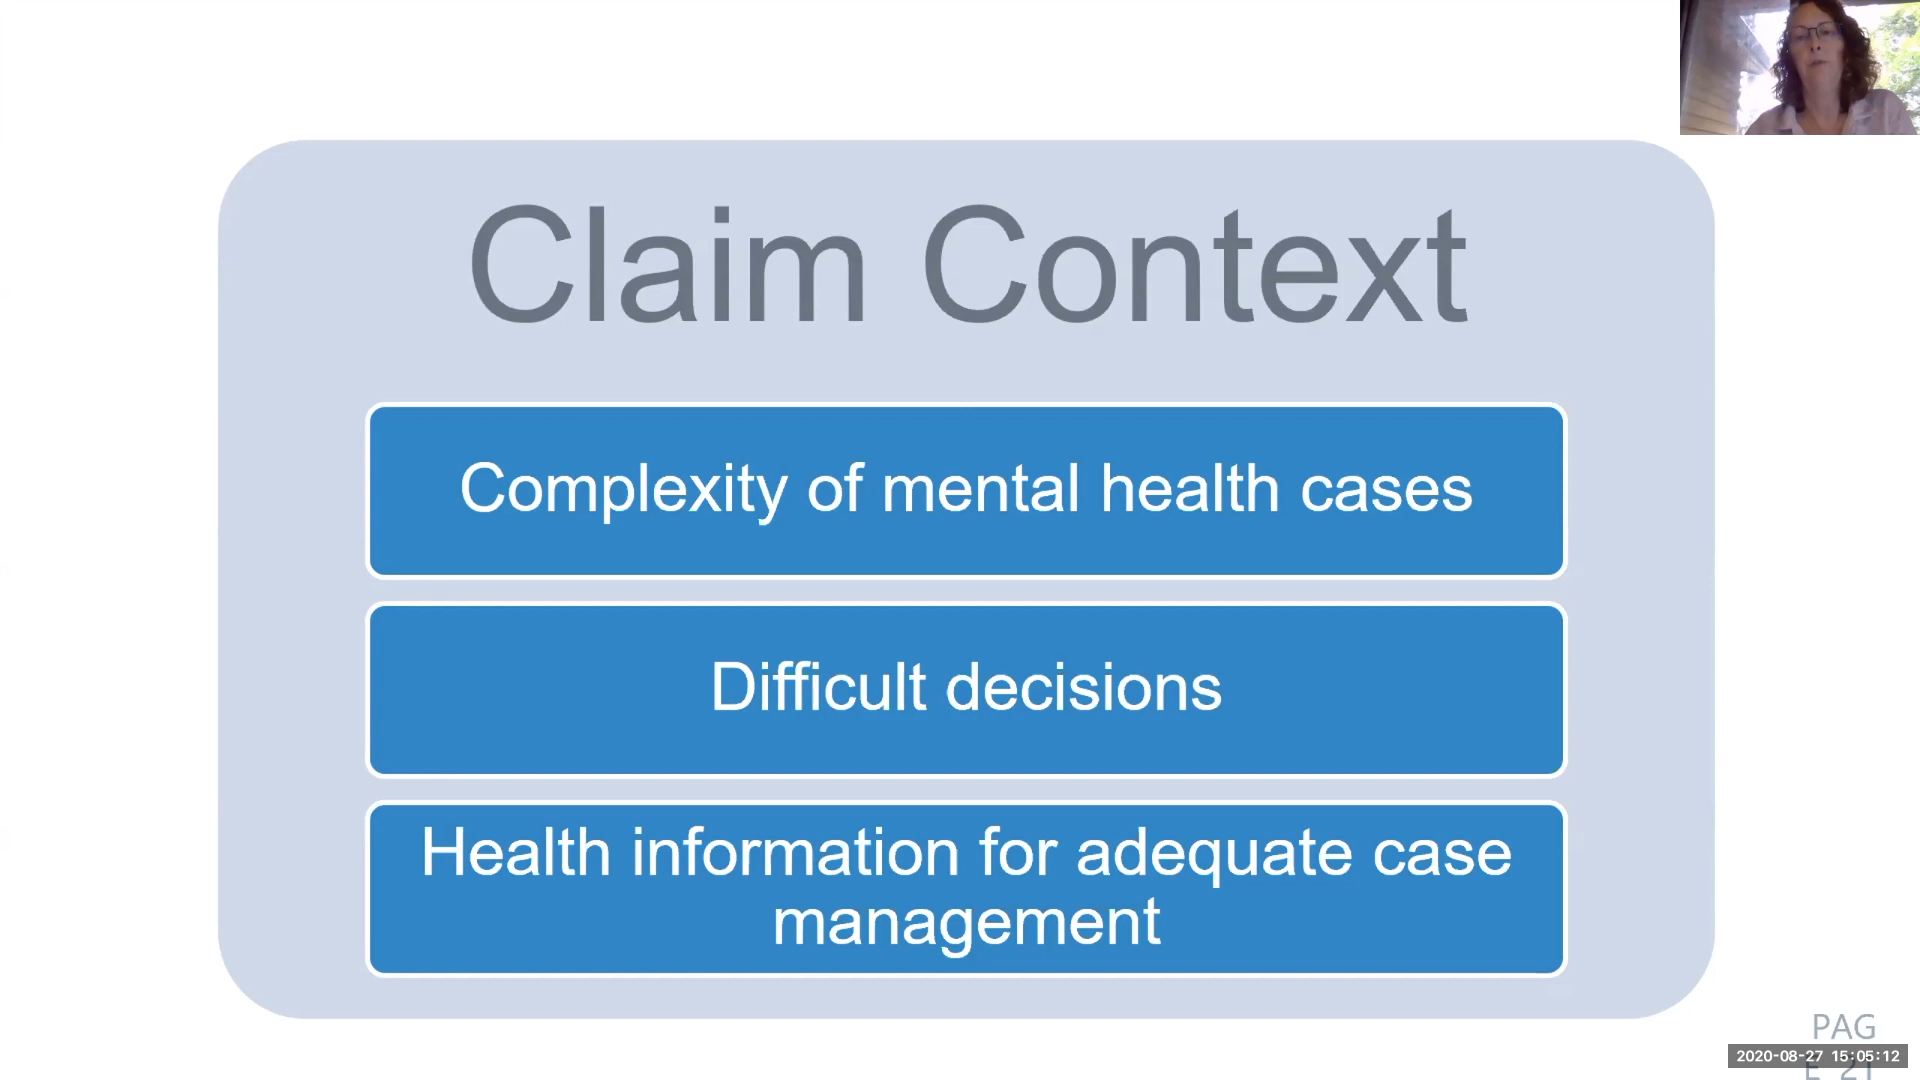 Claim Context
Complexity of mental health cases
Difficult decisions
Health information for adequate case
management
PAG
2020-08-27 15:05:12
E 21